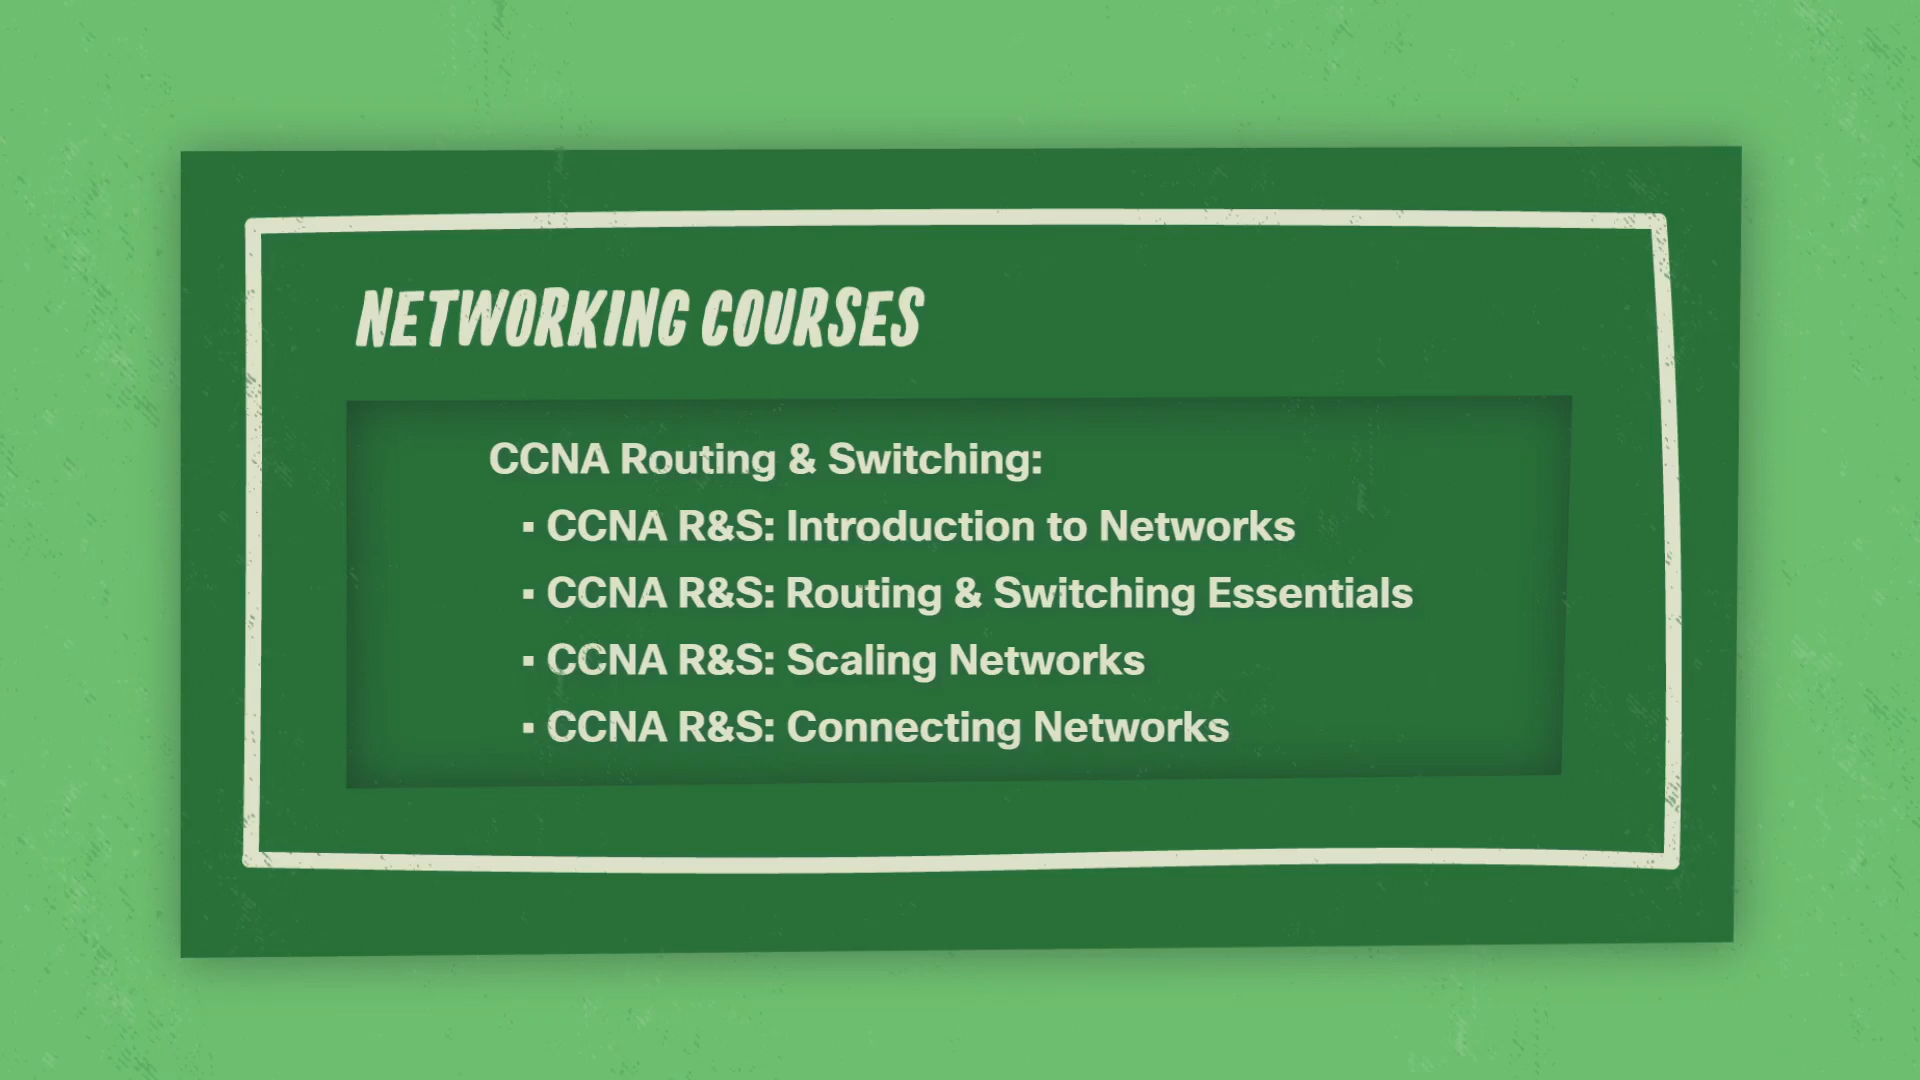 NETWORKING COURSES
CCNA Routing & Switching:
▪ CCNA R&S: Introduction to Networks
▪ CCNA R&S: Routing & Switching Essentials
▪ CCNA R&S: Scaling Networks
▪ CCNA R&S: Connecting Networks